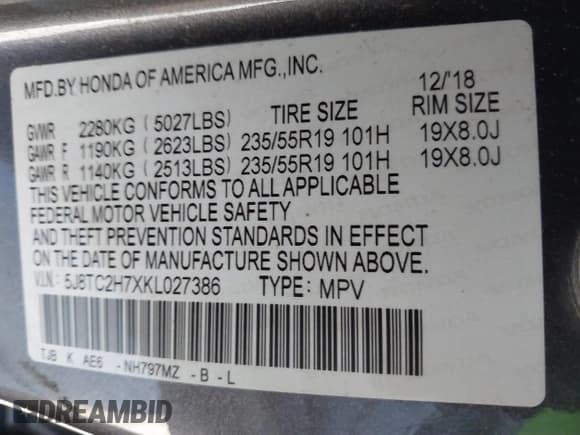 MFD.BY HONDA OF AMERICA MFG.,INC. 12/'18
GVWR 2280KG ( 5027LBS) TIRE SIZE RIM SIZE
GAWR F 1190KG ( 2623LBS) 235/55R19 101H 19X8.0J
GAWR R 1140KG ( 2513LBS) 235/55R19 101H 19X8.0J
THIS VEHICLE CONFORMS TO ALL APPLICABLE
FEDERAL MOTOR VEHICLE SAFETY
AND THEFT PREVENTION STANDARDS IN EFFECT
ON THE DATE OF MANUFACTURE SHOWN ABOVE.
V.I.N.: 5J8TC2H7XKL027386 TYPE: MPV
TJB K AE6 -NH797MZ -B -L
DREAMBID